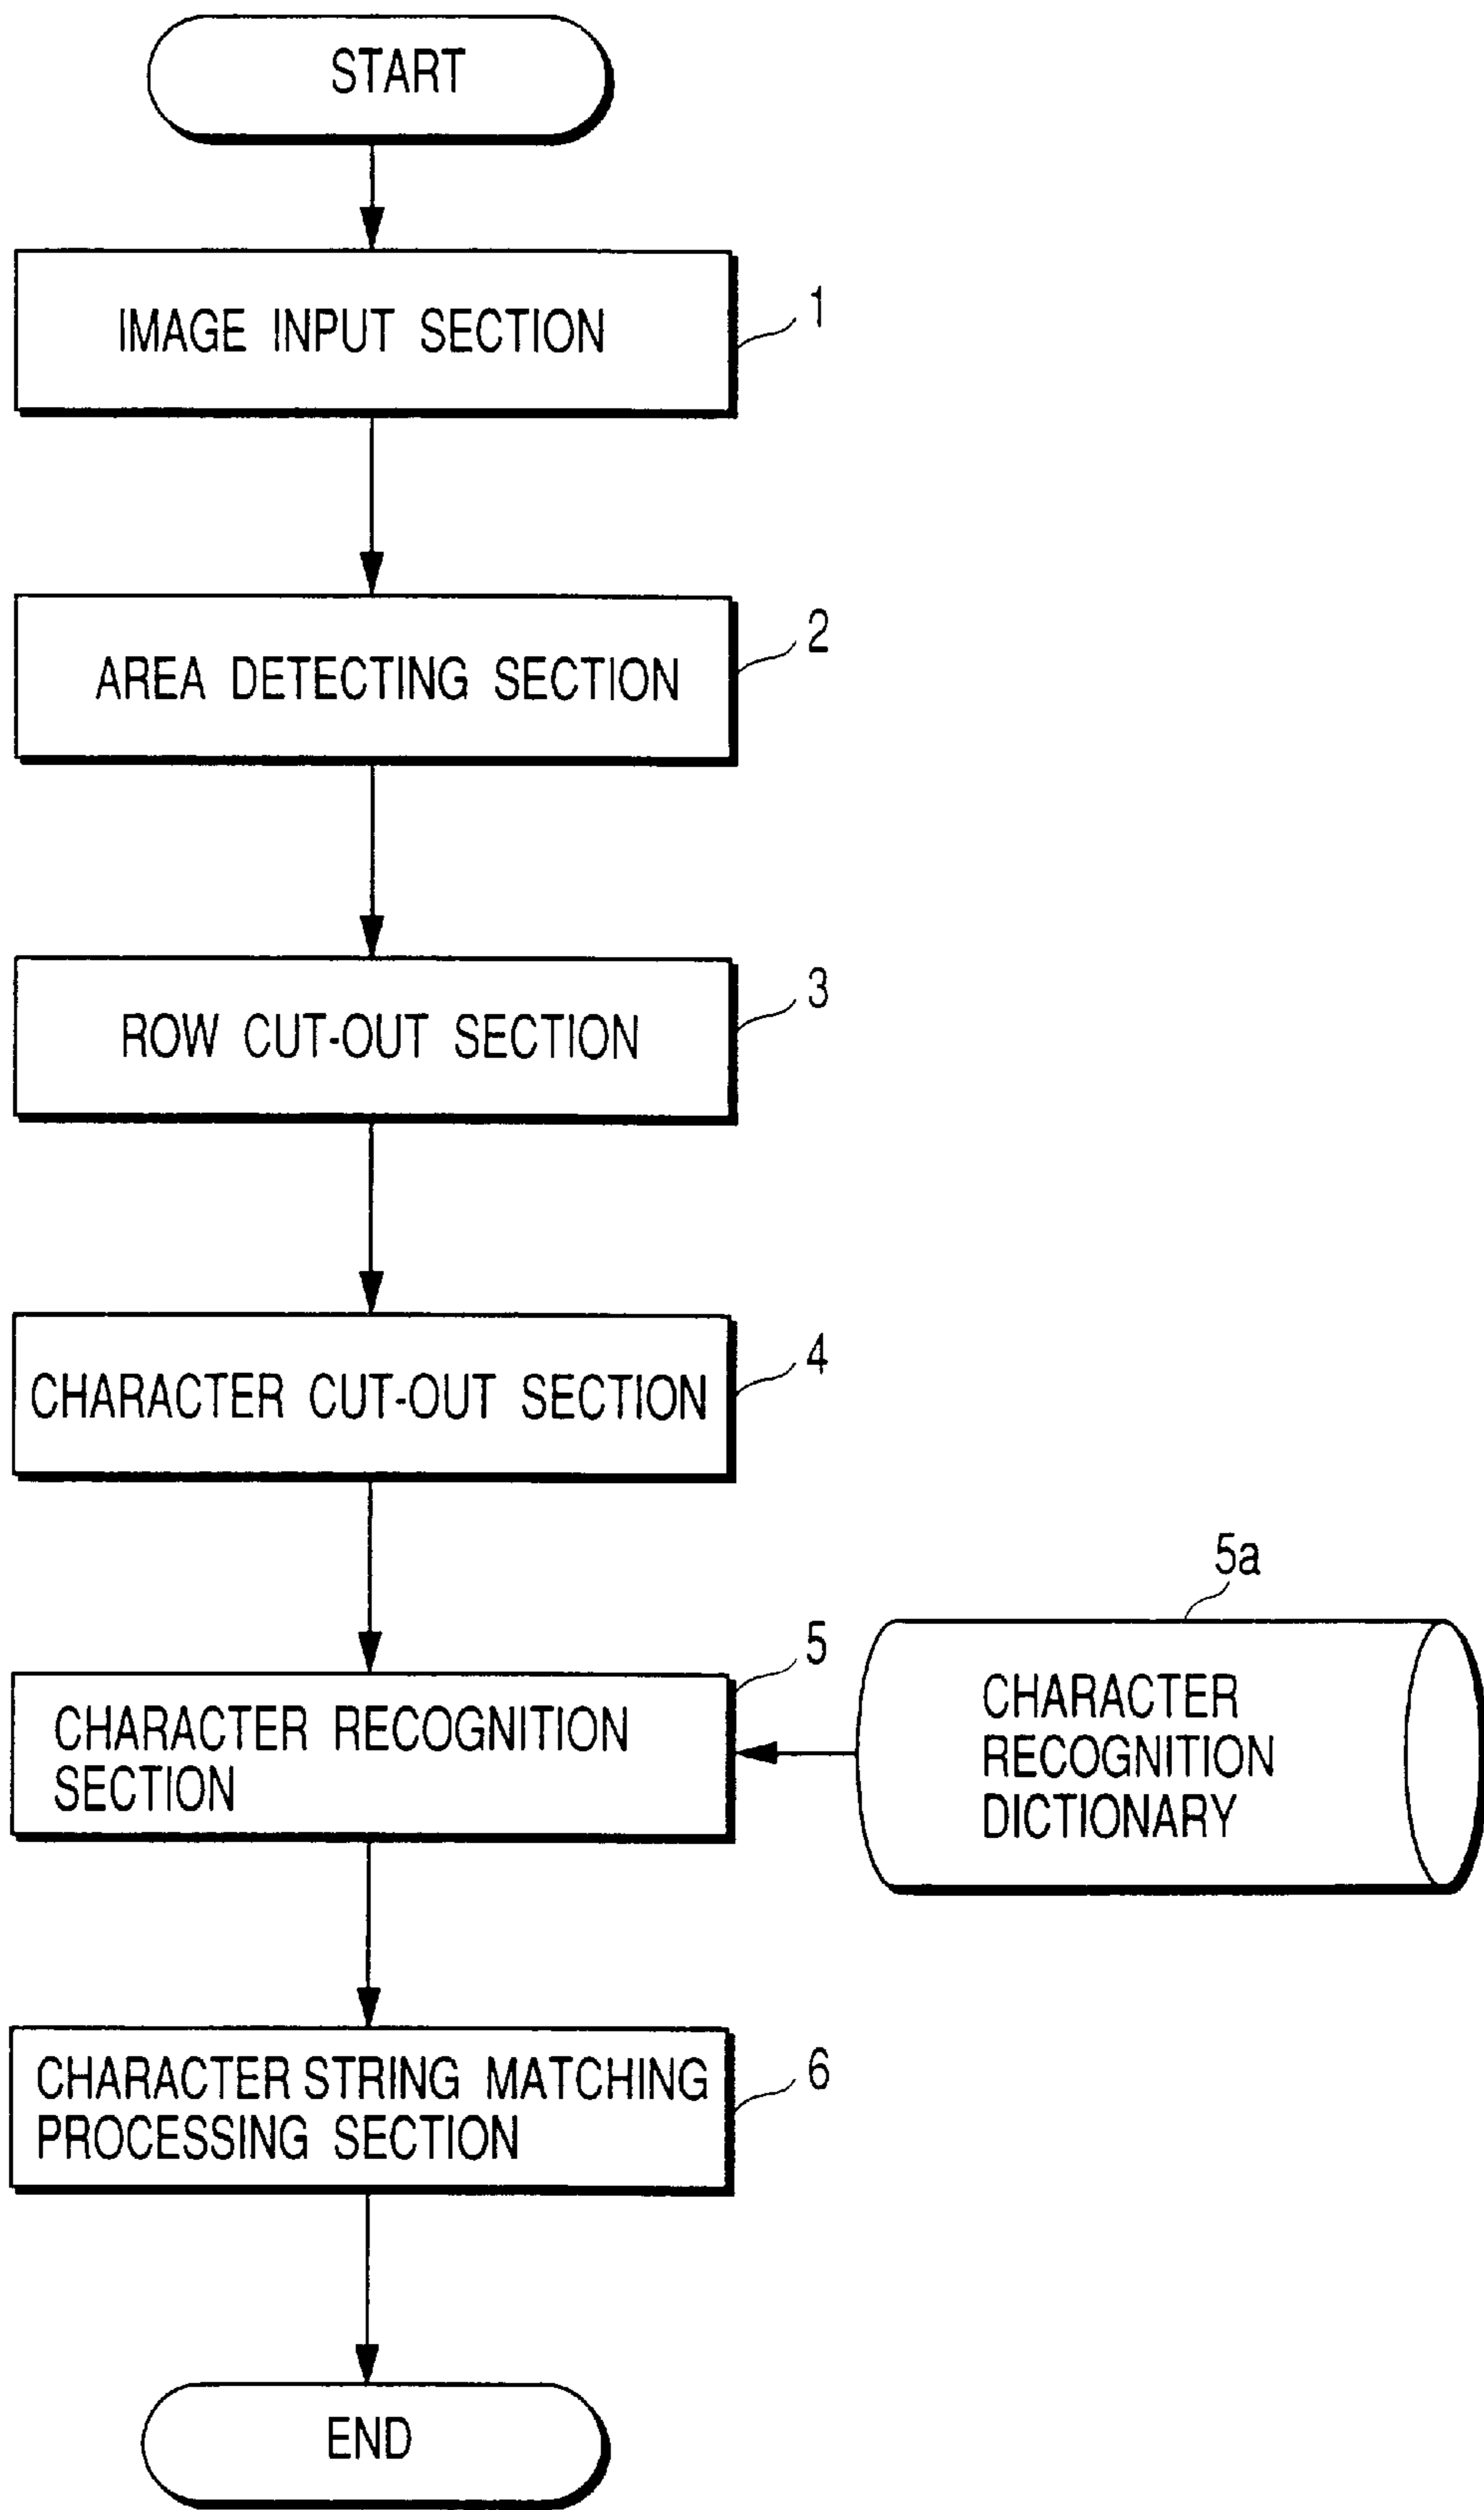 START
IMAGE INPUT SECTION
1
AREA DETECTING SECTION
2
ROW CUT-OUT SECTION
3
CHARACTER CUT-OUT SECTION
4
CHARACTER RECOGNITION
SECTION
5
5a
CHARACTER
RECOGNITION
DICTIONARY
CHARACTER STRING MATCHING
PROCESSING SECTION
6
END